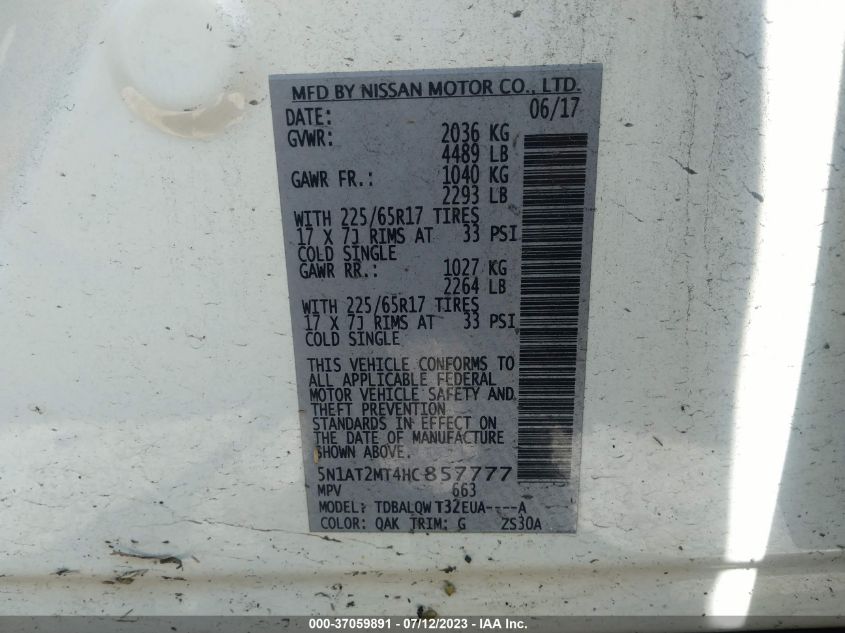 MFD BY NISSAN MOTOR CO., LTD.
DATE: 06/17
GVWR: 2036 KG
4489 LB
GAWR FR.: 1040 KG
2293 LB
WITH 225/65R17 TIRES
17 X 7J RIMS AT 33 PSI
COLD SINGLE
GAWR RR.: 1027 KG
2264 LB
WITH 225/65R17 TIRES
17 X 7J RIMS AT 33 PSI
COLD SINGLE
THIS VEHICLE CONFORMS TO
ALL APPLICABLE FEDERAL
MOTOR VEHICLE SAFETY AND
THEFT PREVENTION
STANDARDS IN EFFECT ON
THE DATE OF MANUFACTURE
SHOWN ABOVE.
5N1AT2MT4HC857777
MPV 663
MODEL: TDBALQWT32EUA----A
COLOR: QAK TRIM: G ZS30A
000-37059891 - 07/12/2023 - IAA Inc.